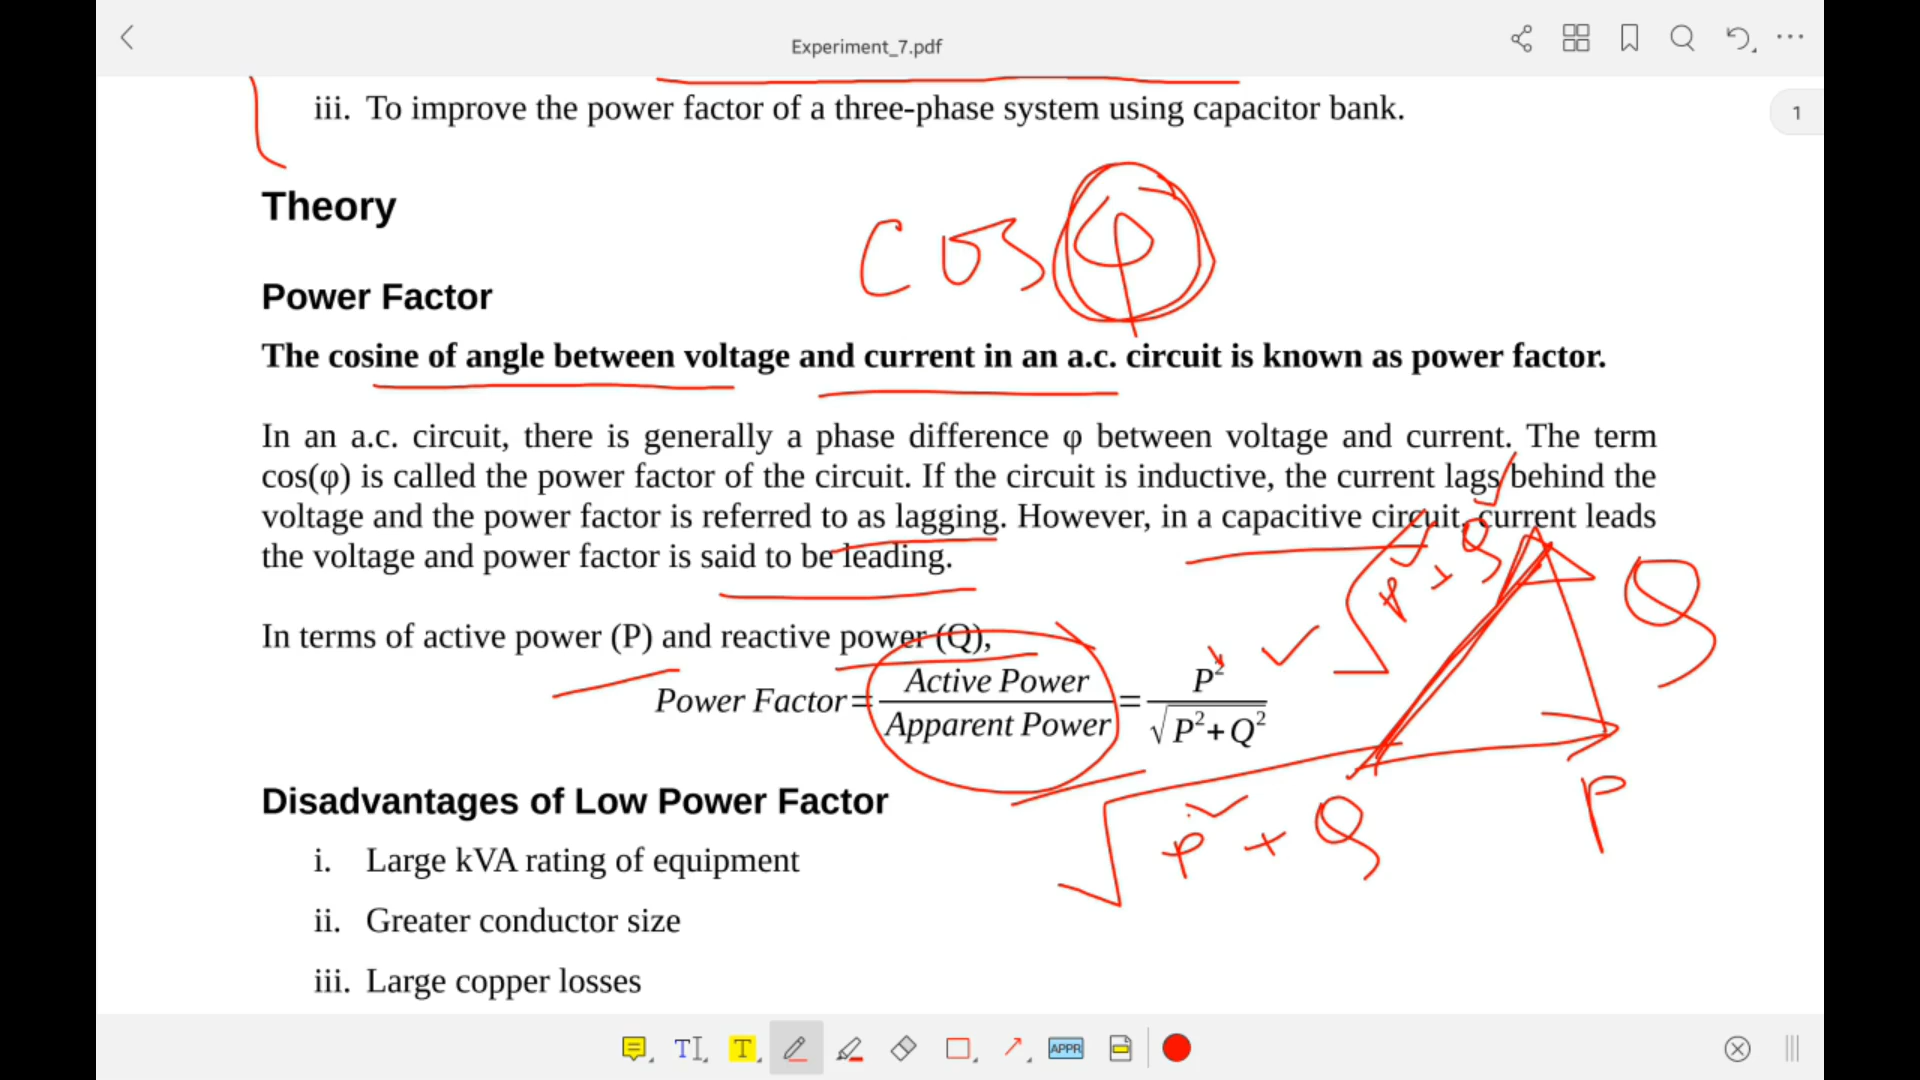 Experiment_7.pdf
1
iii. To improve the power factor of a three-phase system using capacitor bank.
Theory
cos φ
Power Factor
The cosine of angle between voltage and current in an a.c. circuit is known as power factor.
In an a.c. circuit, there is generally a phase difference φ between voltage and current. The term
cos(φ) is called the power factor of the circuit. If the circuit is inductive, the current lags behind the
voltage and the power factor is referred to as lagging. However, in a capacitive circuit, current leads
the voltage and power factor is said to be leading.
√P + Q
Q
In terms of active power (P) and reactive power (Q),
Power Factor = Active Power / Apparent Power = P² / √P²+Q²
P
√P + Q
Disadvantages of Low Power Factor
i. Large kVA rating of equipment
ii. Greater conductor size
iii. Large copper losses
T T APPR